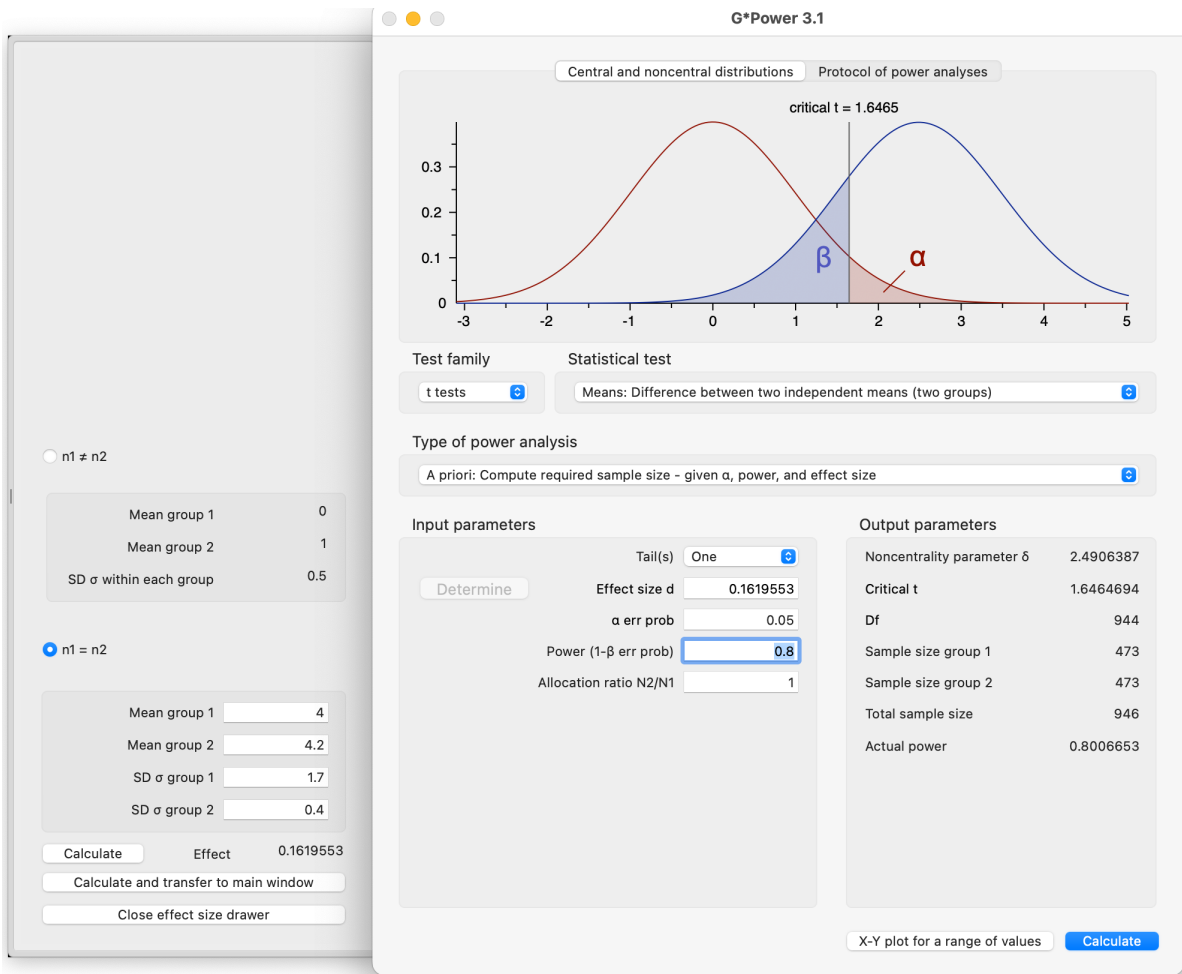 G*Power 3.1
Central and noncentral distributions Protocol of power analyses
critical t = 1.6465
0.3
0.2
0.1
0
β
α
-3 -2 -1 0 1 2 3 4 5
Test family Statistical test
t tests Means: Difference between two independent means (two groups)
Type of power analysis
A priori: Compute required sample size - given α, power, and effect size
n1 ≠ n2
Mean group 1 0
Mean group 2 1
SD σ within each group 0.5
n1 = n2
Mean group 1 4
Mean group 2 4.2
SD σ group 1 1.7
SD σ group 2 0.4
Calculate Effect 0.1619553
Calculate and transfer to main window
Close effect size drawer
Input parameters
Tail(s) One
Determine Effect size d 0.1619553
α err prob 0.05
Power (1-β err prob) 0.8
Allocation ratio N2/N1 1
Output parameters
Noncentrality parameter δ 2.4906387
Critical t 1.6464694
Df 944
Sample size group 1 473
Sample size group 2 473
Total sample size 946
Actual power 0.8006653
X-Y plot for a range of values Calculate